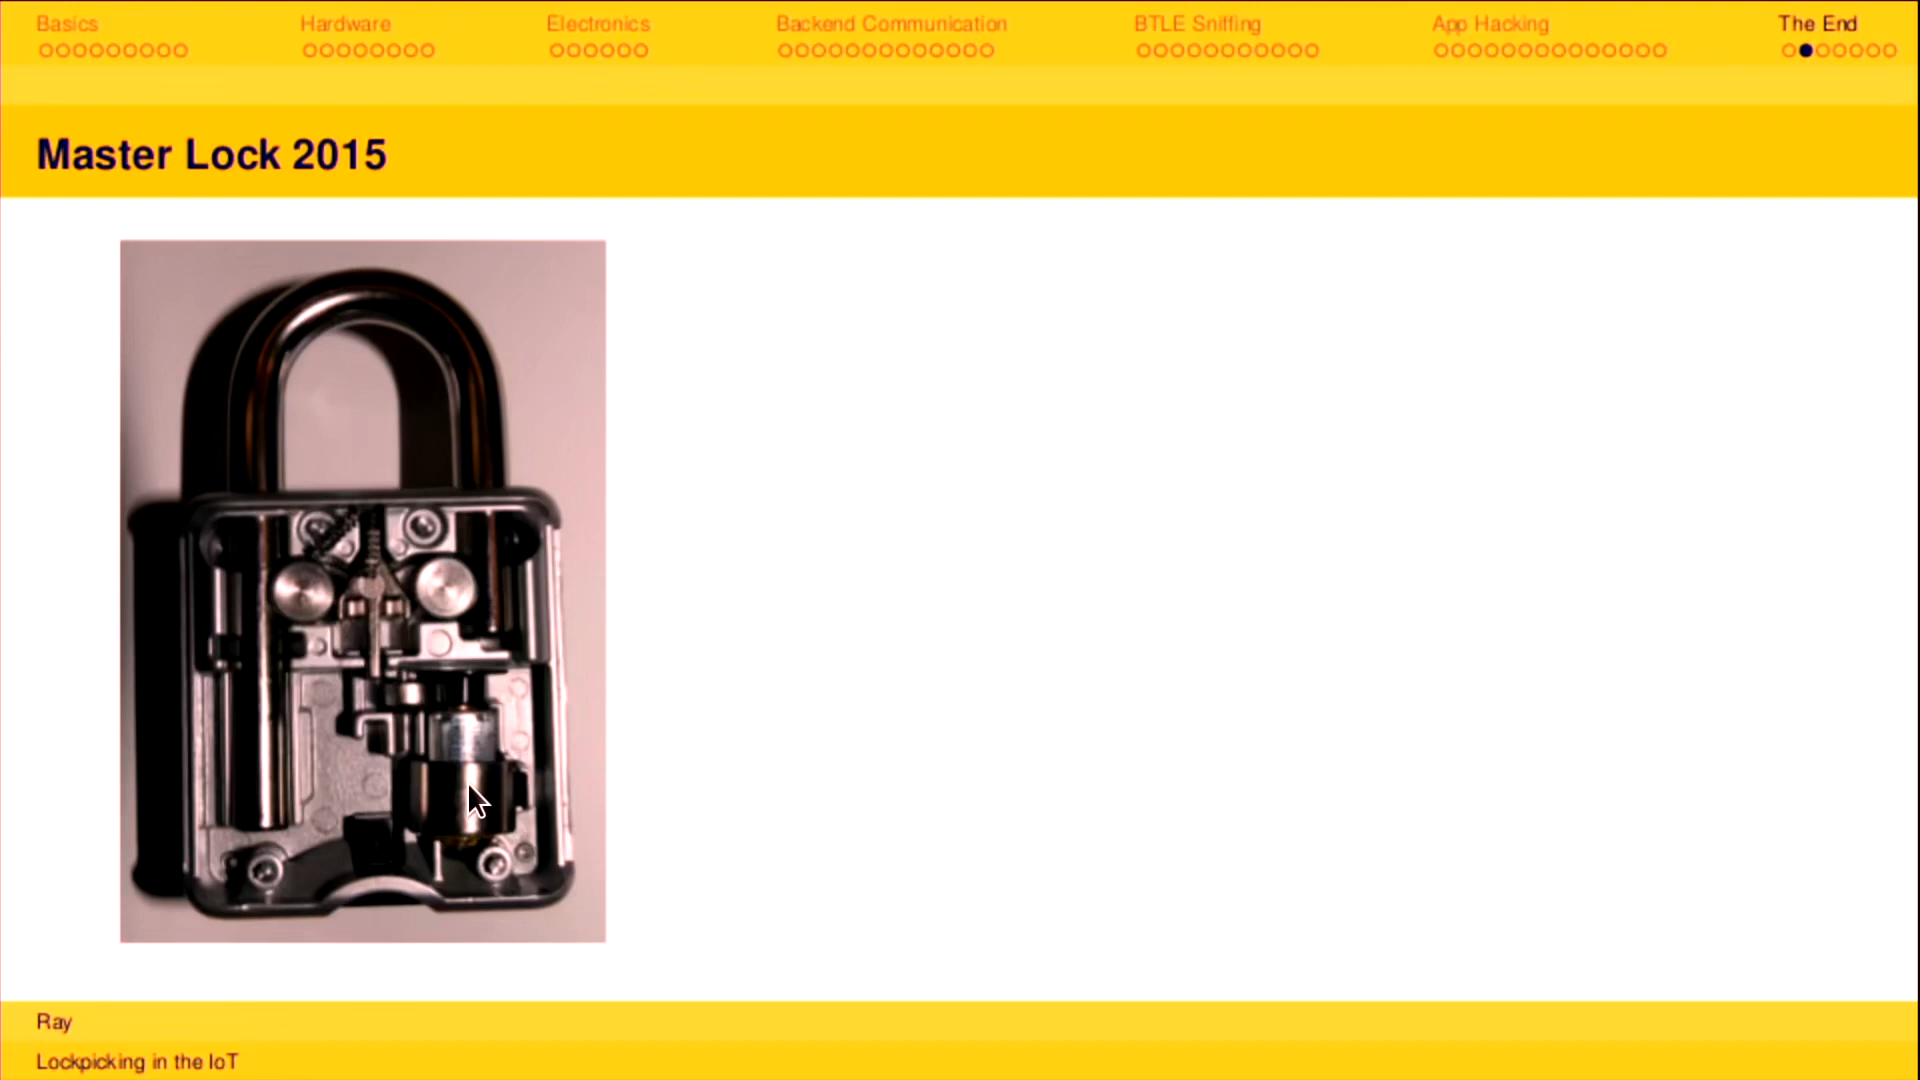 Basics Hardware Electronics Backend Communication BTLE Sniffing App Hacking The End
Master Lock 2015
Ray
Lockpicking in the IoT